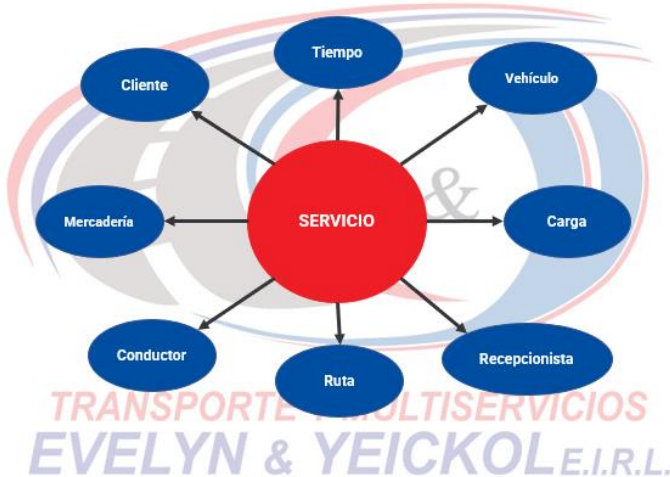 Tiempo
Cliente
Vehículo
Mercadería
SERVICIO
&
Carga
Conductor
Ruta
Recepcionista
TRANSPORTE Y MULTISERVICIOS
EVELYN & YEICKOL E.I.R.L.